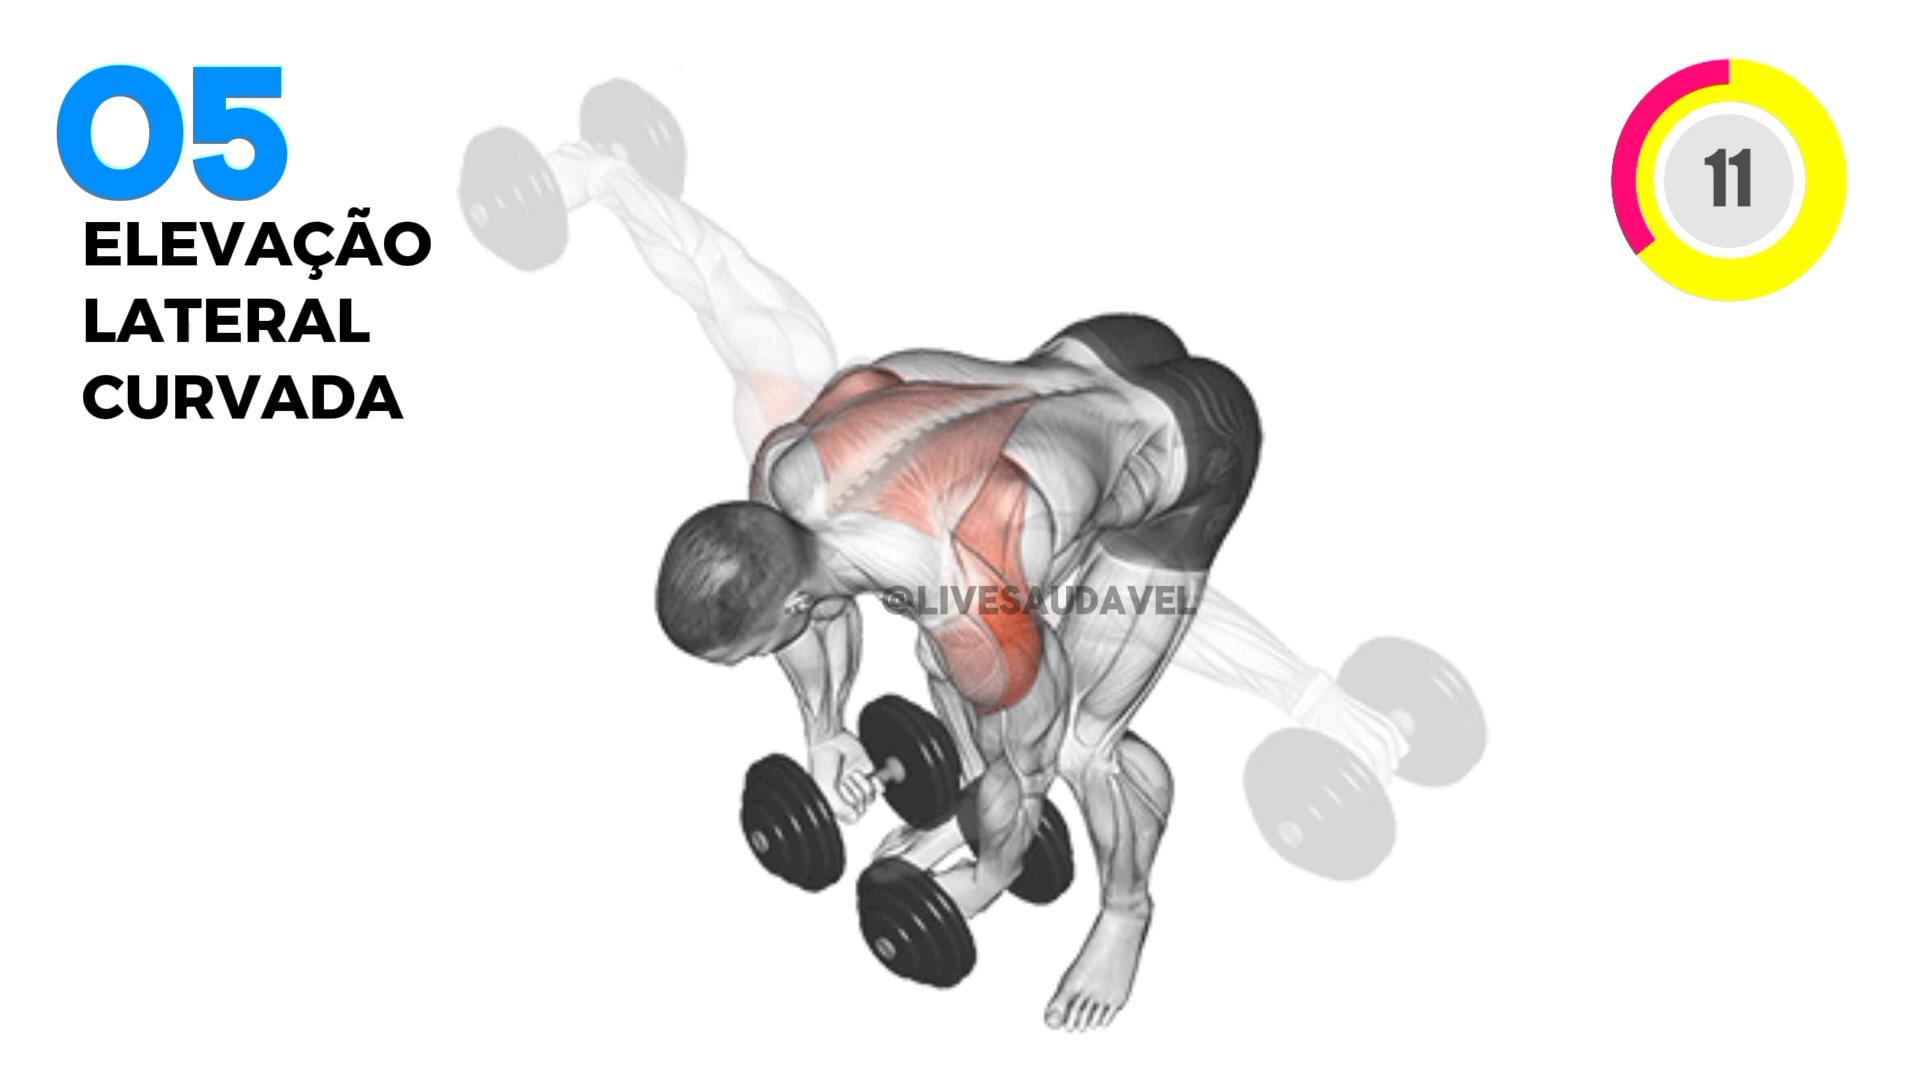 05
ELEVAÇÃO
LATERAL
CURVADA
11
@LIVESAUDAVEL